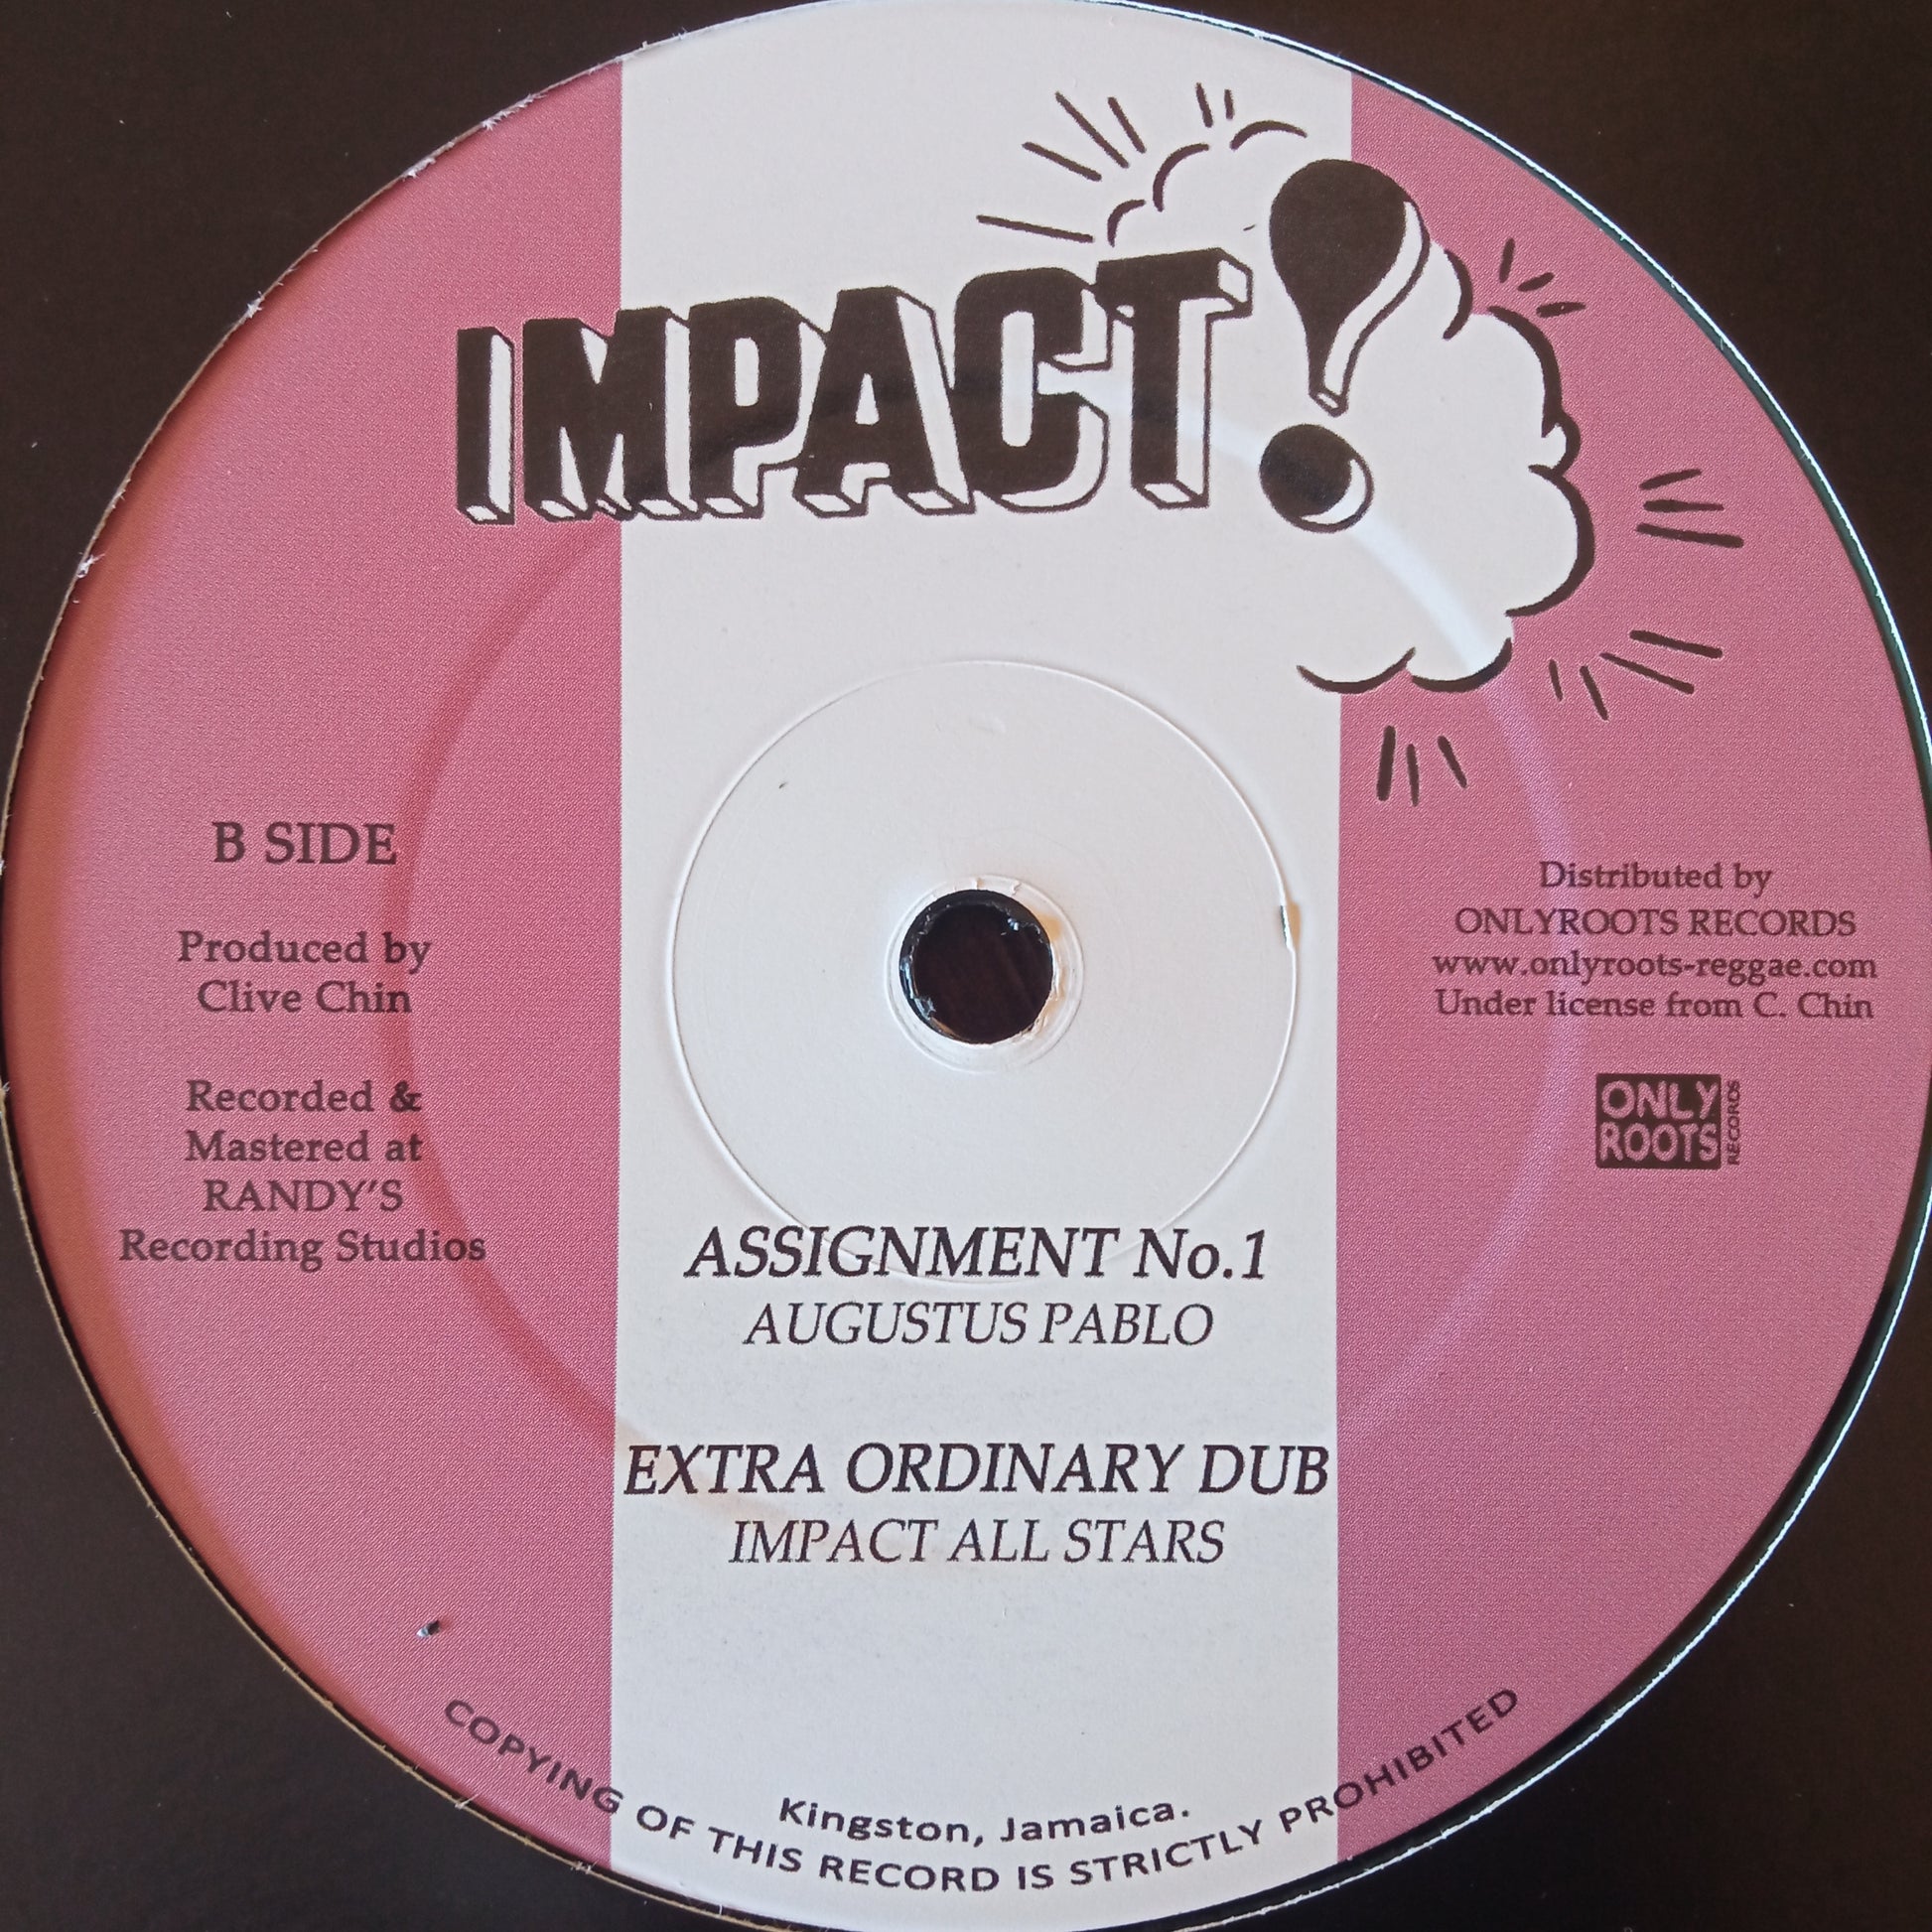 IMPACT!
B SIDE
Produced by
Clive Chin
Recorded &
Mastered at
RANDY'S
Recording Studios
Distributed by
ONLYROOTS RECORDS
www.onlyroots-reggae.com
Under license from C. Chin
ONLY
ROOTS
RECORDS
ASSIGNMENT No.1
AUGUSTUS PABLO
EXTRA ORDINARY DUB
IMPACT ALL STARS
Kingston, Jamaica.
COPYING OF THIS RECORD IS STRICTLY PROHIBITED